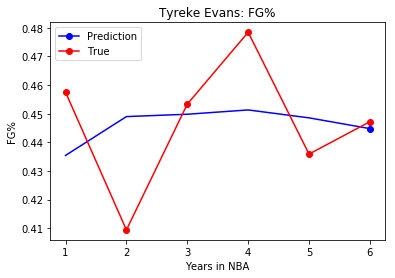 Tyreke Evans: FG%
Prediction
True
0.48
0.47
0.46
0.45
0.44
0.43
0.42
0.41
FG%
1 2 3 4 5 6
Years in NBA